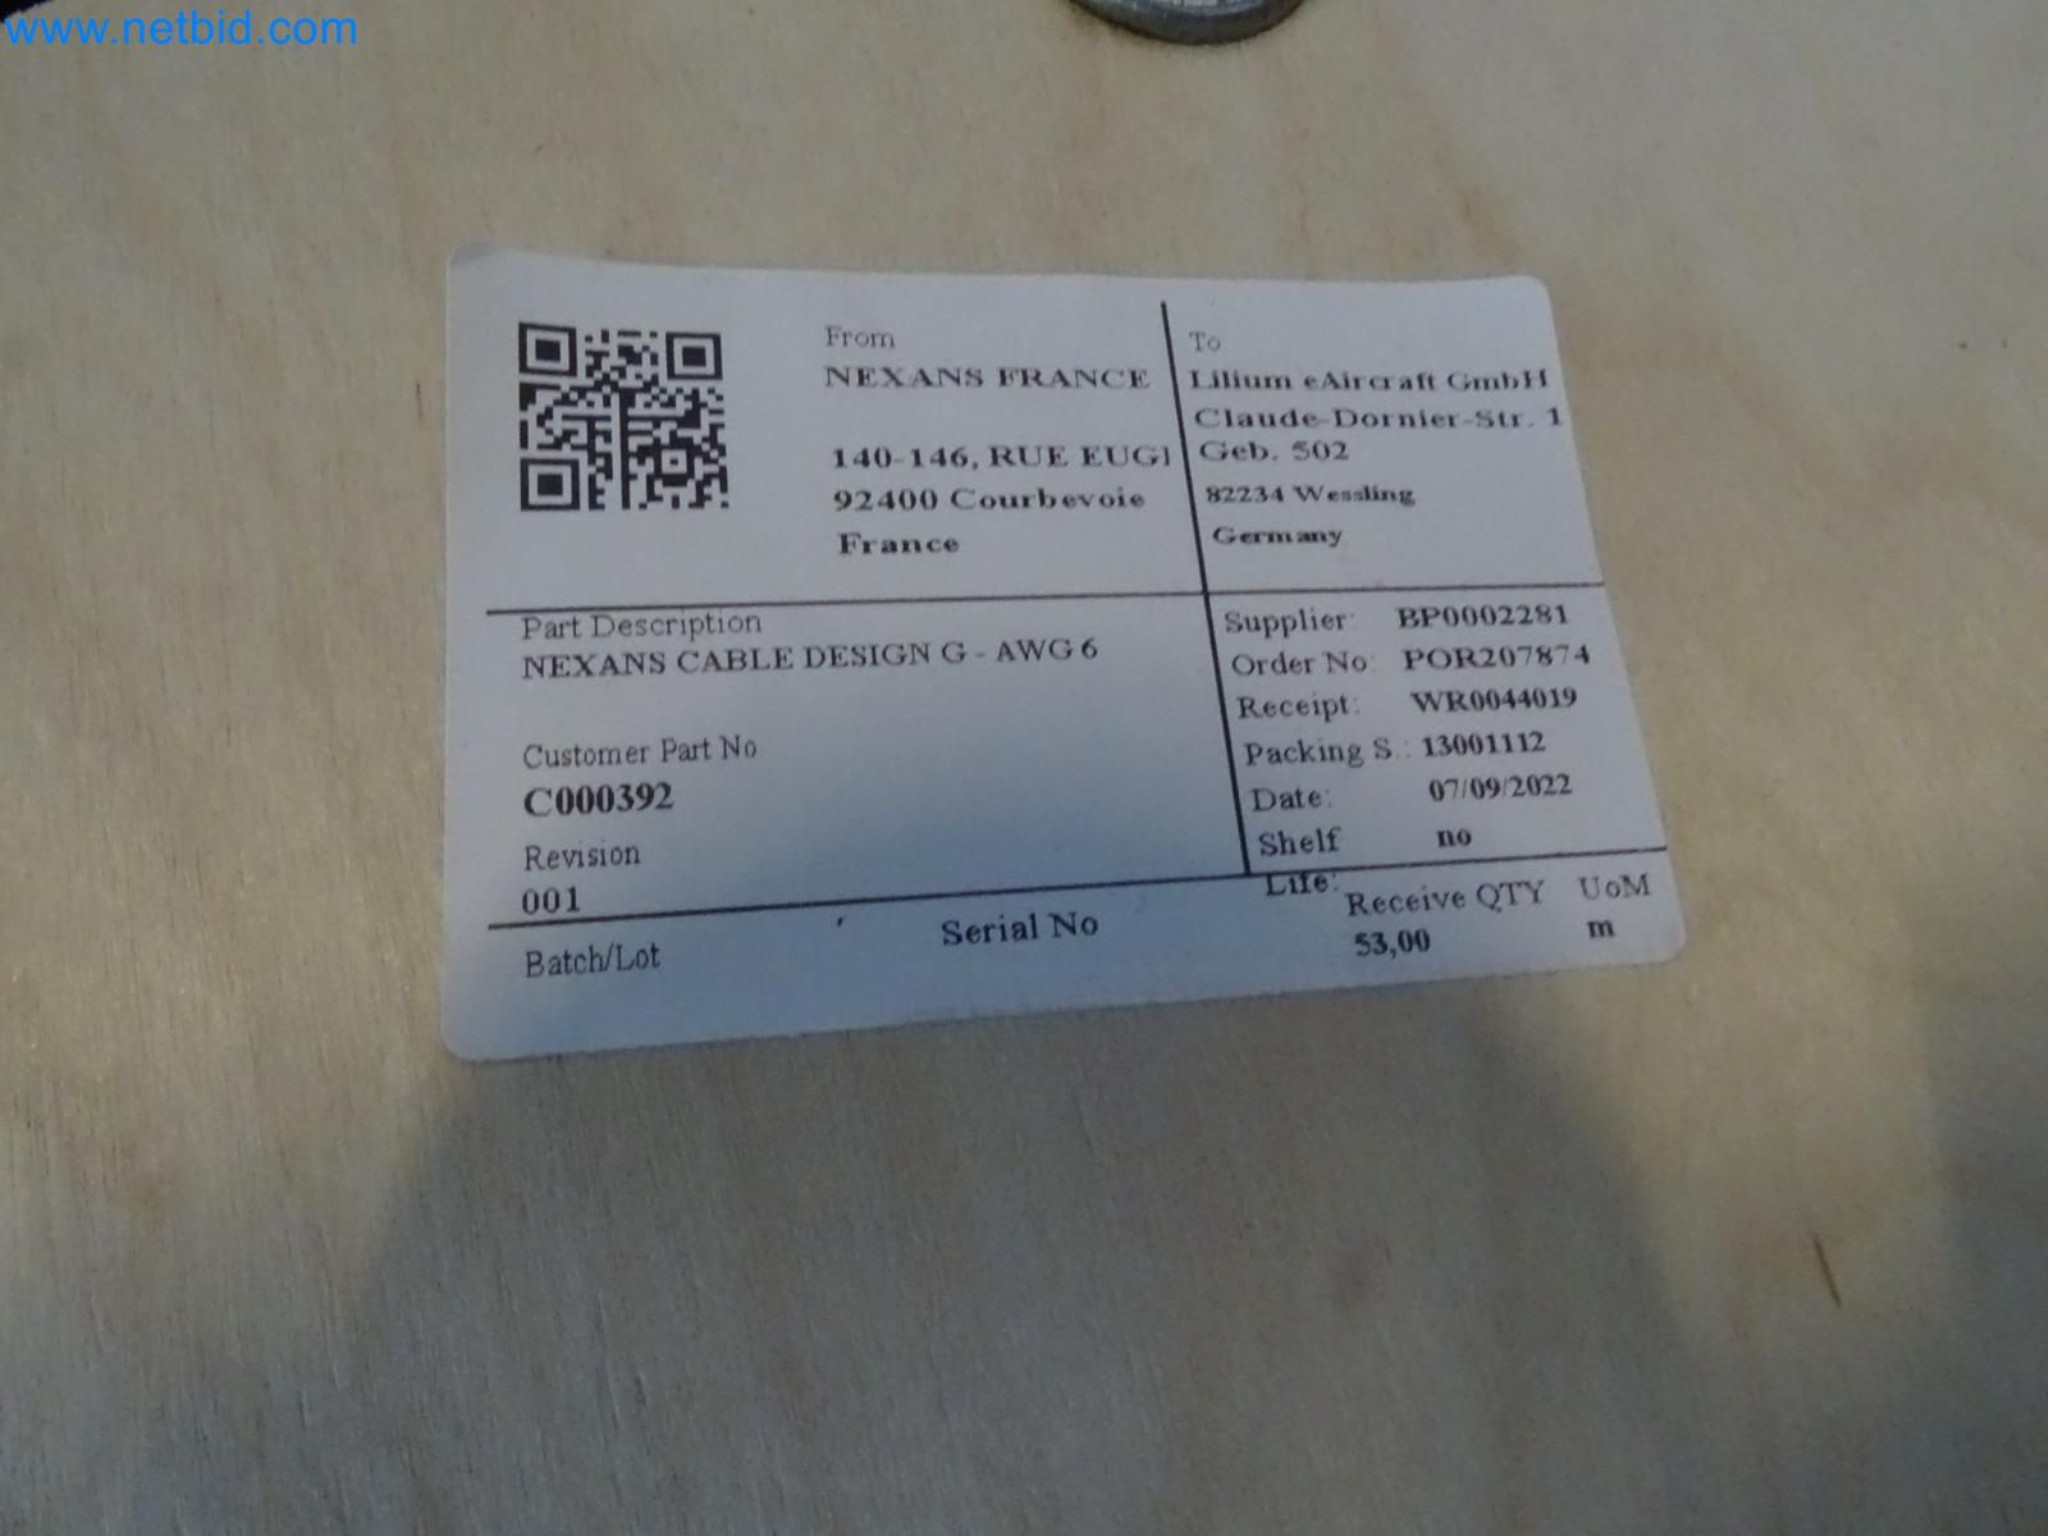 www.netbid.com
From
NEXANS FRANCE
140-146, RUE EUGI
92400 Courbevoie
France
To
Lilium eAircraft GmbH
Claude-Dornier-Str. 1
Geb. 502
82234 Wessling
Germany
Part Description
NEXANS CABLE DESIGN G - AWG 6
Customer Part No
C000392
Revision
001
Supplier: BP0002281
Order No: POR207874
Receipt: WR0044019
Packing S.: 13001112
Date: 07/09/2022
Shelf no
Life:
Batch/Lot
Serial No
Receive QTY UoM
53,00 m